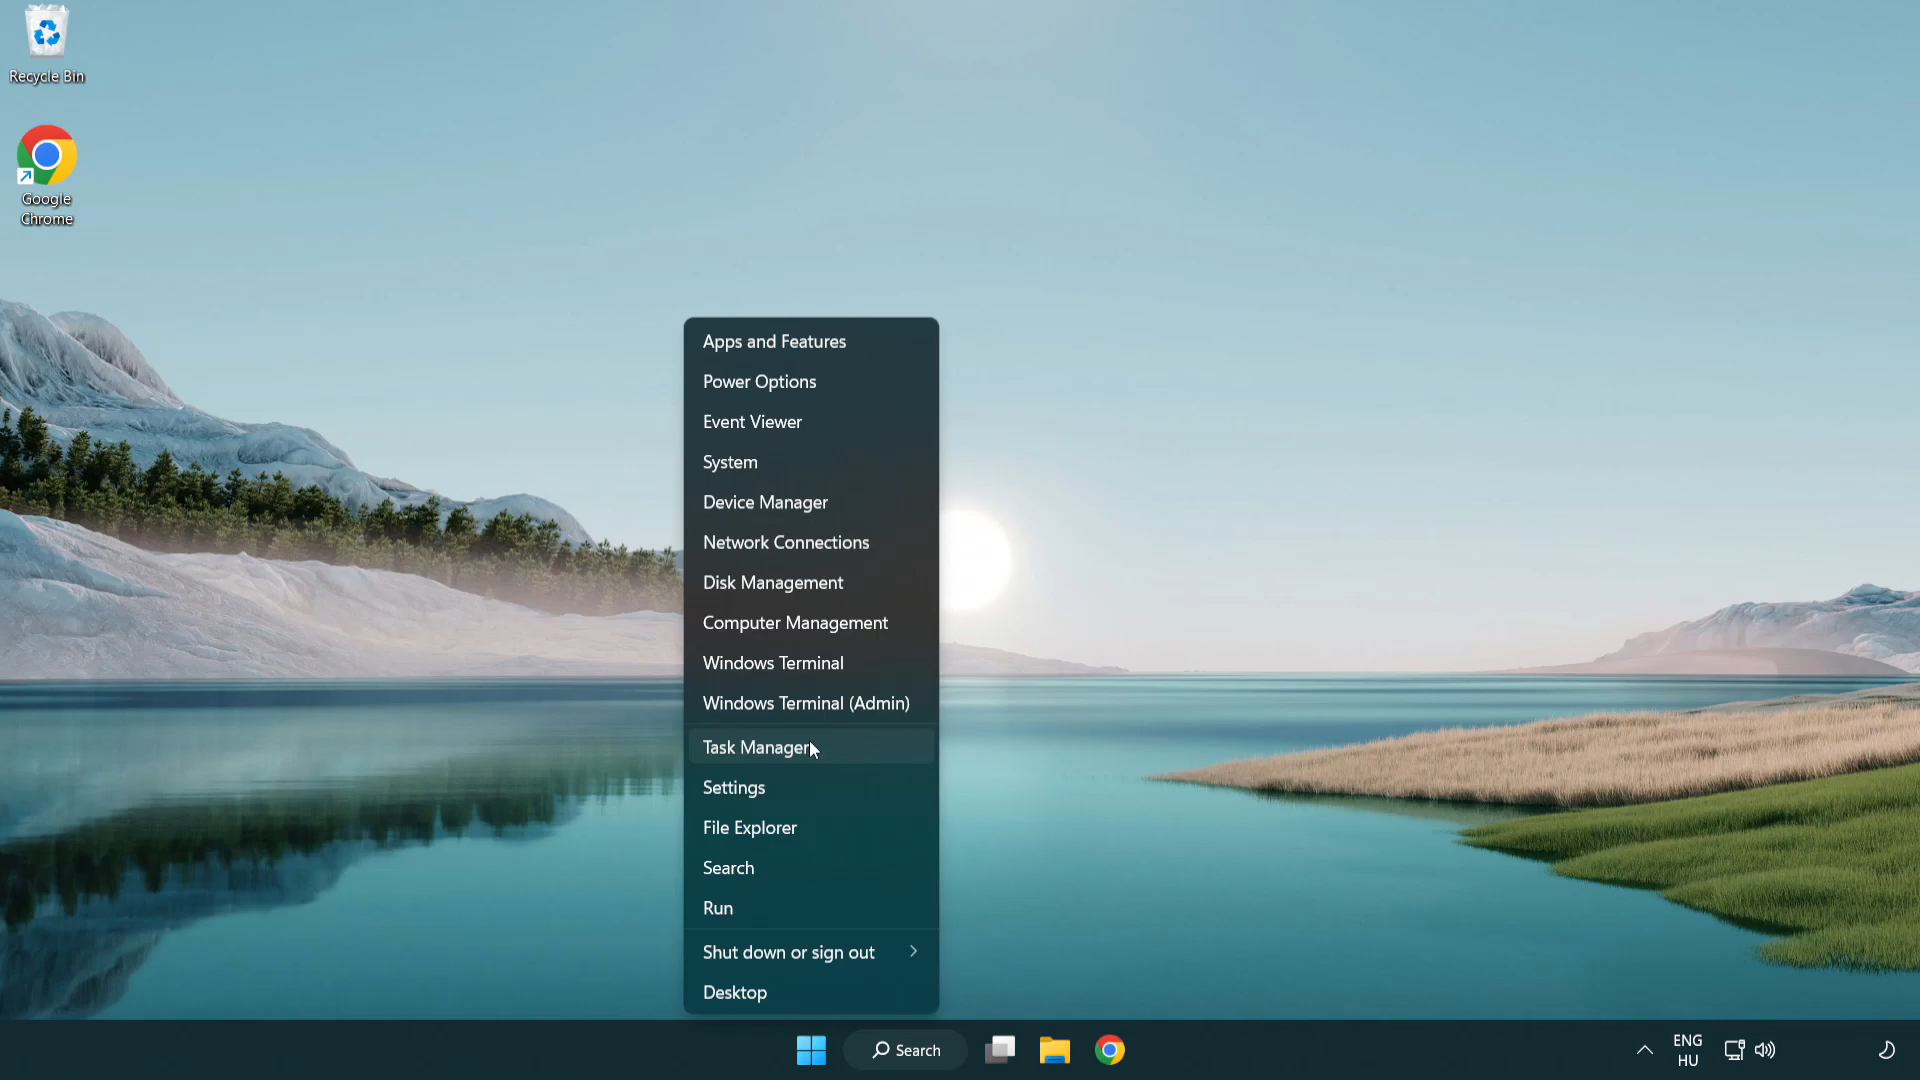 Recycle Bin
Google
Chrome
Apps and Features
Power Options
Event Viewer
System
Device Manager
Network Connections
Disk Management
Computer Management
Windows Terminal
Windows Terminal (Admin)
Task Manager
Settings
File Explorer
Search
Run
Shut down or sign out
Desktop
Search
ENG
HU